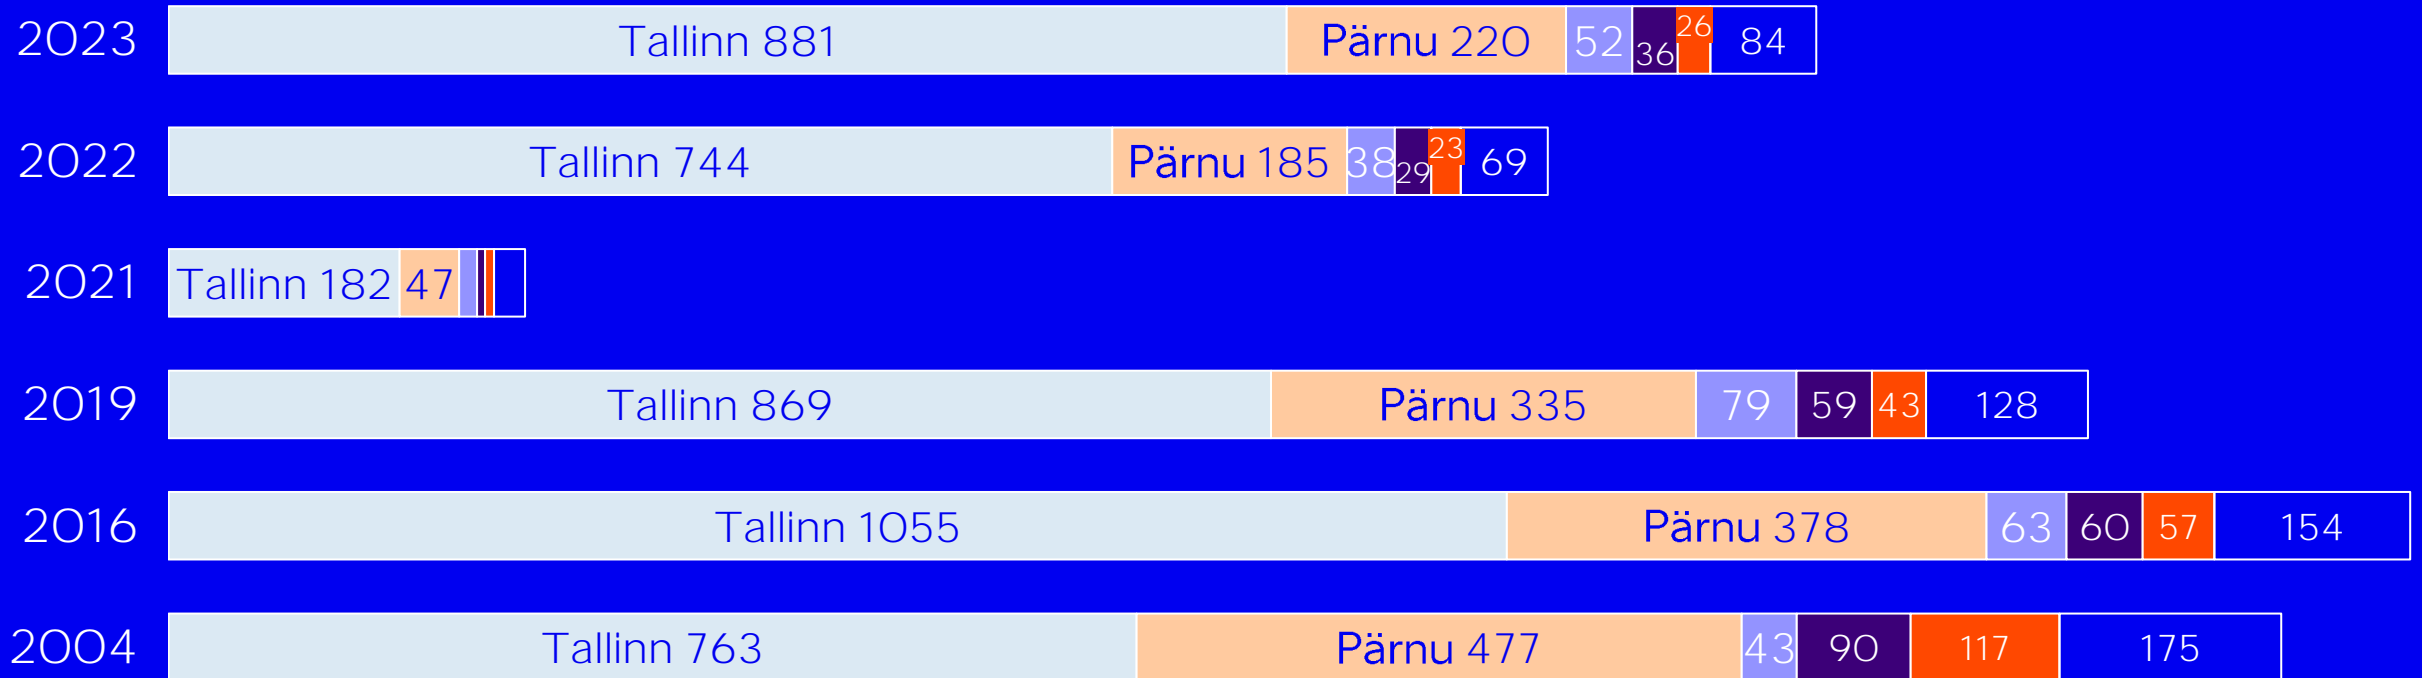 2023 Tallinn 881 Pärnu 220 52 36 26 84
2022 Tallinn 744 Pärnu 185 38 29 23 69
2021 Tallinn 182 47
2019 Tallinn 869 Pärnu 335 79 59 43 128
2016 Tallinn 1055 Pärnu 378 63 60 57 154
2004 Tallinn 763 Pärnu 477 43 90 117 175